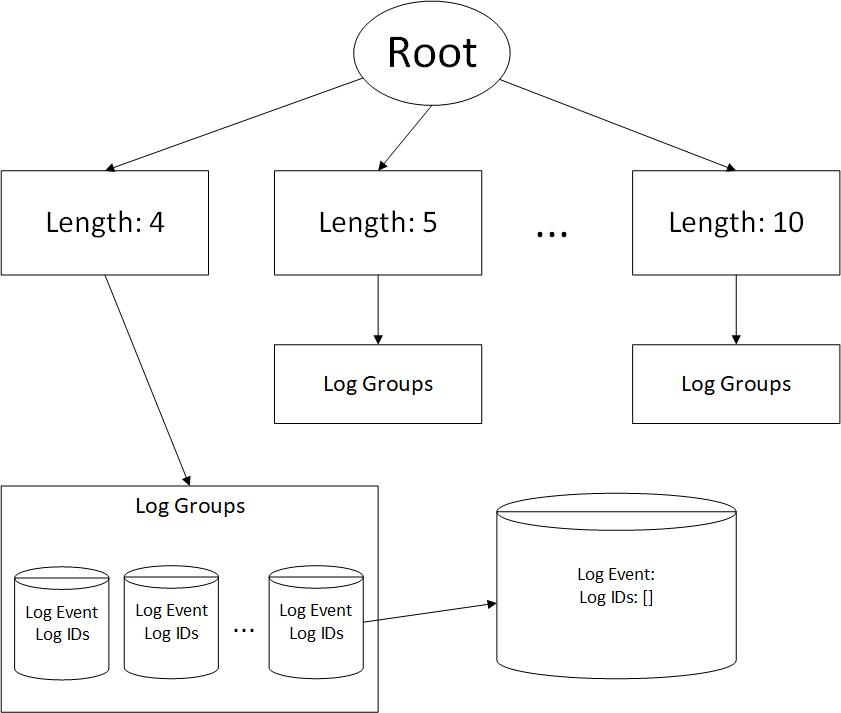 Root
Length: 4
Length: 5
...
Length: 10
Log Groups
Log Groups
Log Groups
Log Event
Log IDs
Log Event
Log IDs
...
Log Event
Log IDs
Log Event:
Log IDs: []